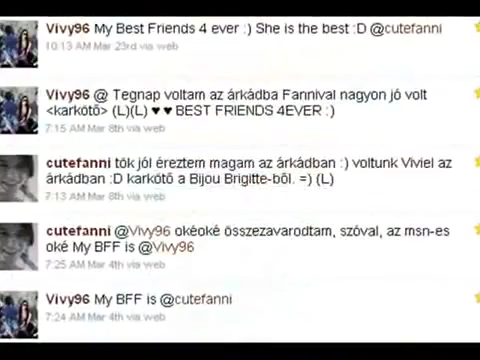 Vivy96 My Best Friends 4 ever :) She is the best :D @cutefanni
10:13 AM Mar 23rd via web
Vivy96 @ Tegnap voltam az árkádba Fannival nagyon jó volt
<karkötő> (L)(L) ♥ ♥ BEST FRIENDS 4EVER :)
7:15 AM Mar 8th via web
cutefanni tök jól éreztem magam az árkádban :) voltunk Viviel az
árkádban :D karkötő a Bijou Brigitte-ből. =) (L)
7:13 AM Mar 8th via web
cutefanni @Vivy96 okéoké összezavarodtam, szóval, az msn-es
oké My BFF is @Vivy96
7:25 AM Mar 4th via web
Vivy96 My BFF is @cutefanni
7:24 AM Mar 4th via web